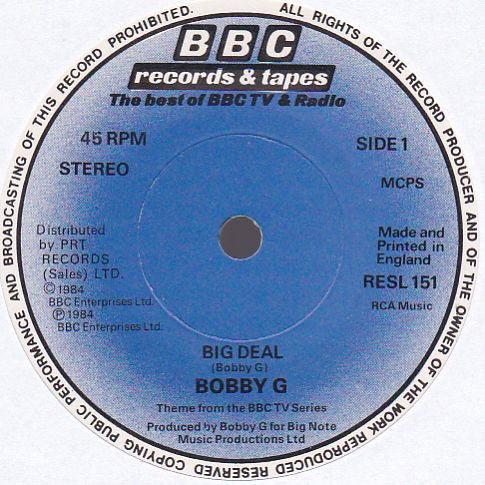 ALL RIGHTS OF THE RECORD PRODUCER AND OF THE OWNER OF THE WORK REPRODUCED RESERVED COPYING PUBLIC PERFORMANCE AND BROADCASTING OF THIS RECORD PROHIBITED.
BBC
records & tapes
The best of BBC TV & Radio
45 RPM
STEREO
SIDE 1
MCPS
Distributed
by PRT
RECORDS
(Sales) LTD.
© 1984
BBC Enterprises Ltd.
℗ 1984
BBC Enterprises Ltd.
Made and
Printed in
England
RESL 151
RCA Music
BIG DEAL
(Bobby G)
BOBBY G
Theme from the BBC TV Series
Produced by Bobby G for Big Note
Music Productions Ltd